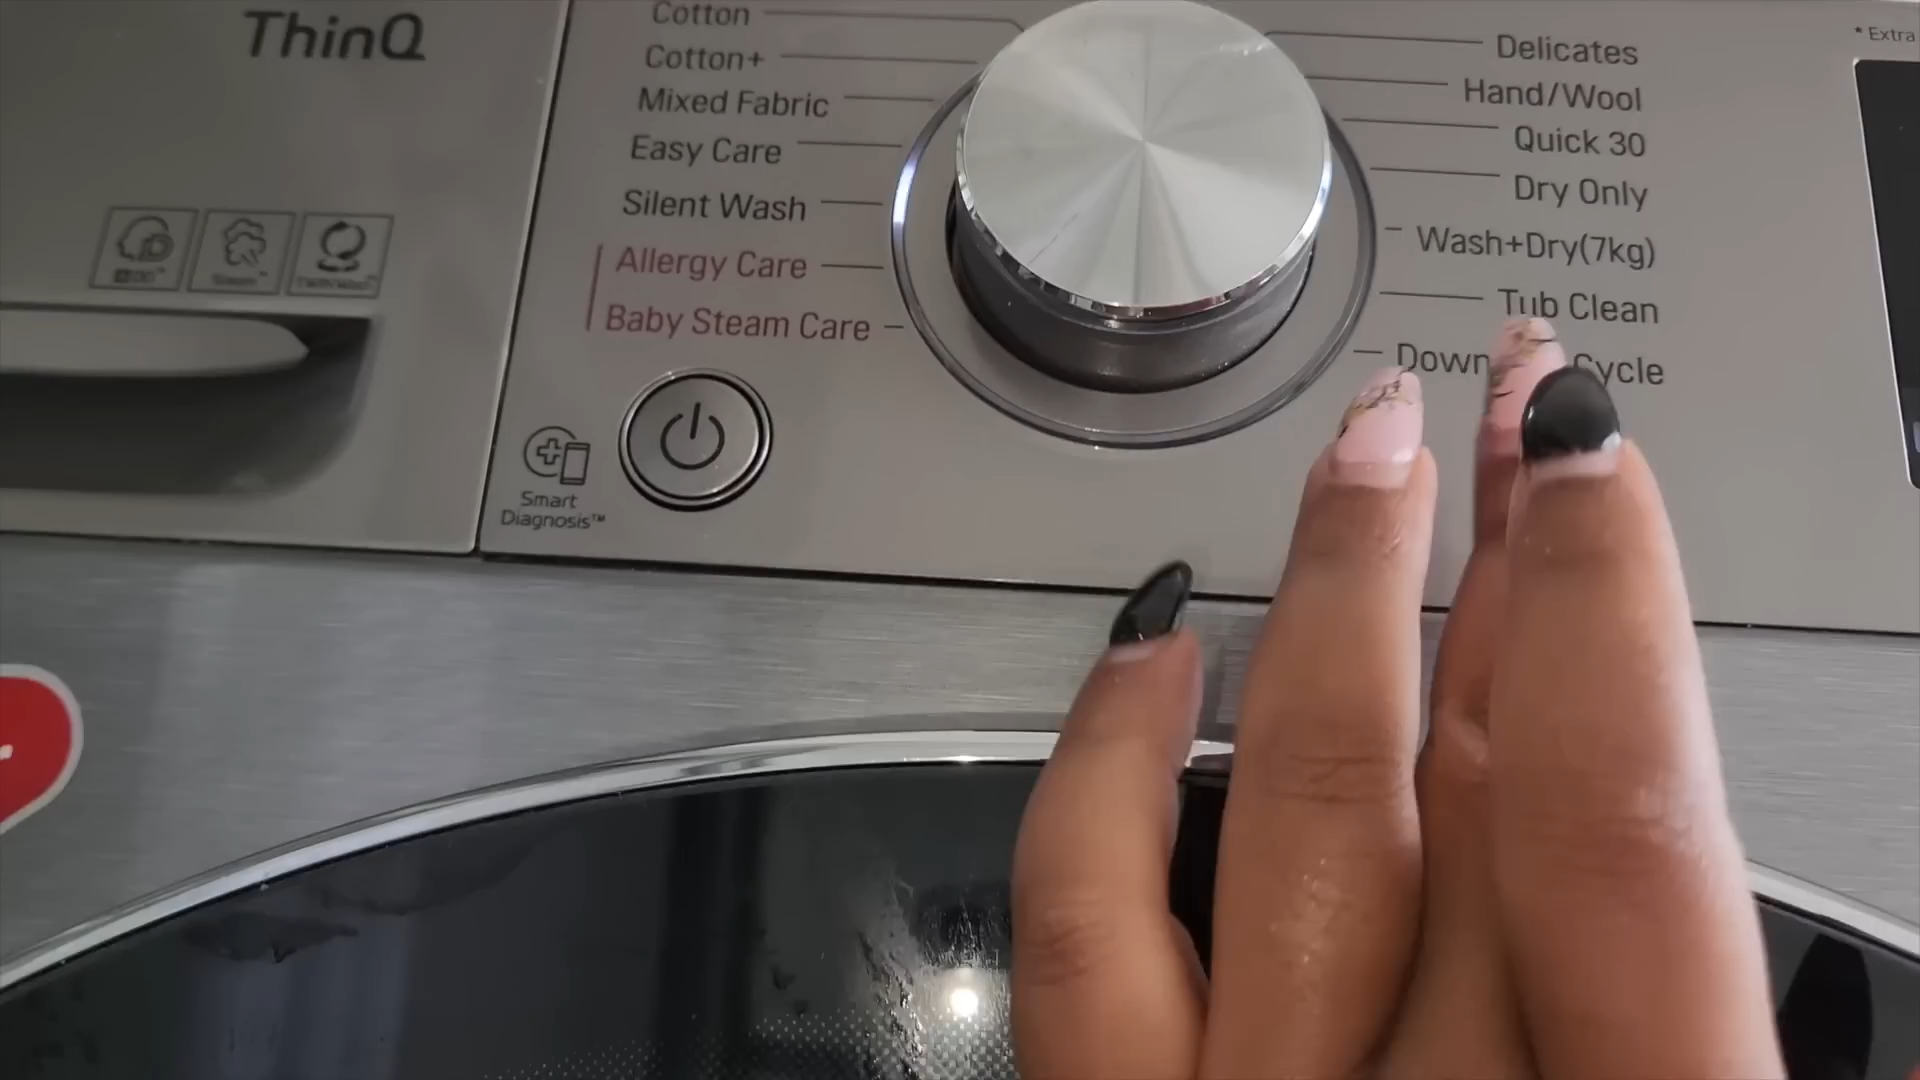 ThinQ
Cotton
Cotton+
Mixed Fabric
Easy Care
Silent Wash
Allergy Care
Baby Steam Care
Smart
Diagnosis™
Delicates
Hand/Wool
Quick 30
Dry Only
Wash+Dry(7kg)
Tub Clean
Down Cycle
* Extra